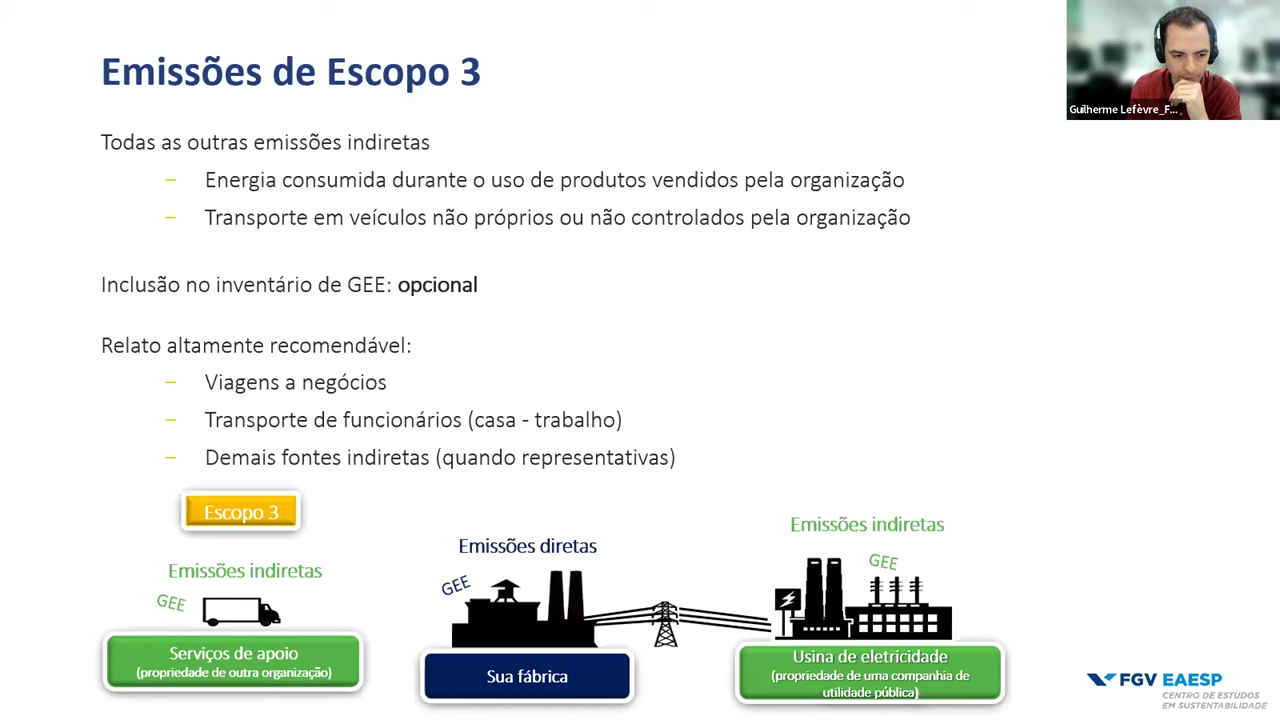 Emissões de Escopo 3
Guilherme Lefèvre_F...
Todas as outras emissões indiretas
– Energia consumida durante o uso de produtos vendidos pela organização
– Transporte em veículos não próprios ou não controlados pela organização
Inclusão no inventário de GEE: opcional
Relato altamente recomendável:
– Viagens a negócios
– Transporte de funcionários (casa - trabalho)
– Demais fontes indiretas (quando representativas)
Escopo 3
Emissões indiretas
GEE
Serviços de apoio
(propriedade de outra organização)
Emissões diretas
GEE
Sua fábrica
Emissões indiretas
GEE
Usina de eletricidade
(propriedade de uma companhia de
utilidade pública)
FGV EAESP
CENTRO DE ESTUDOS
EM SUSTENTABILIDADE